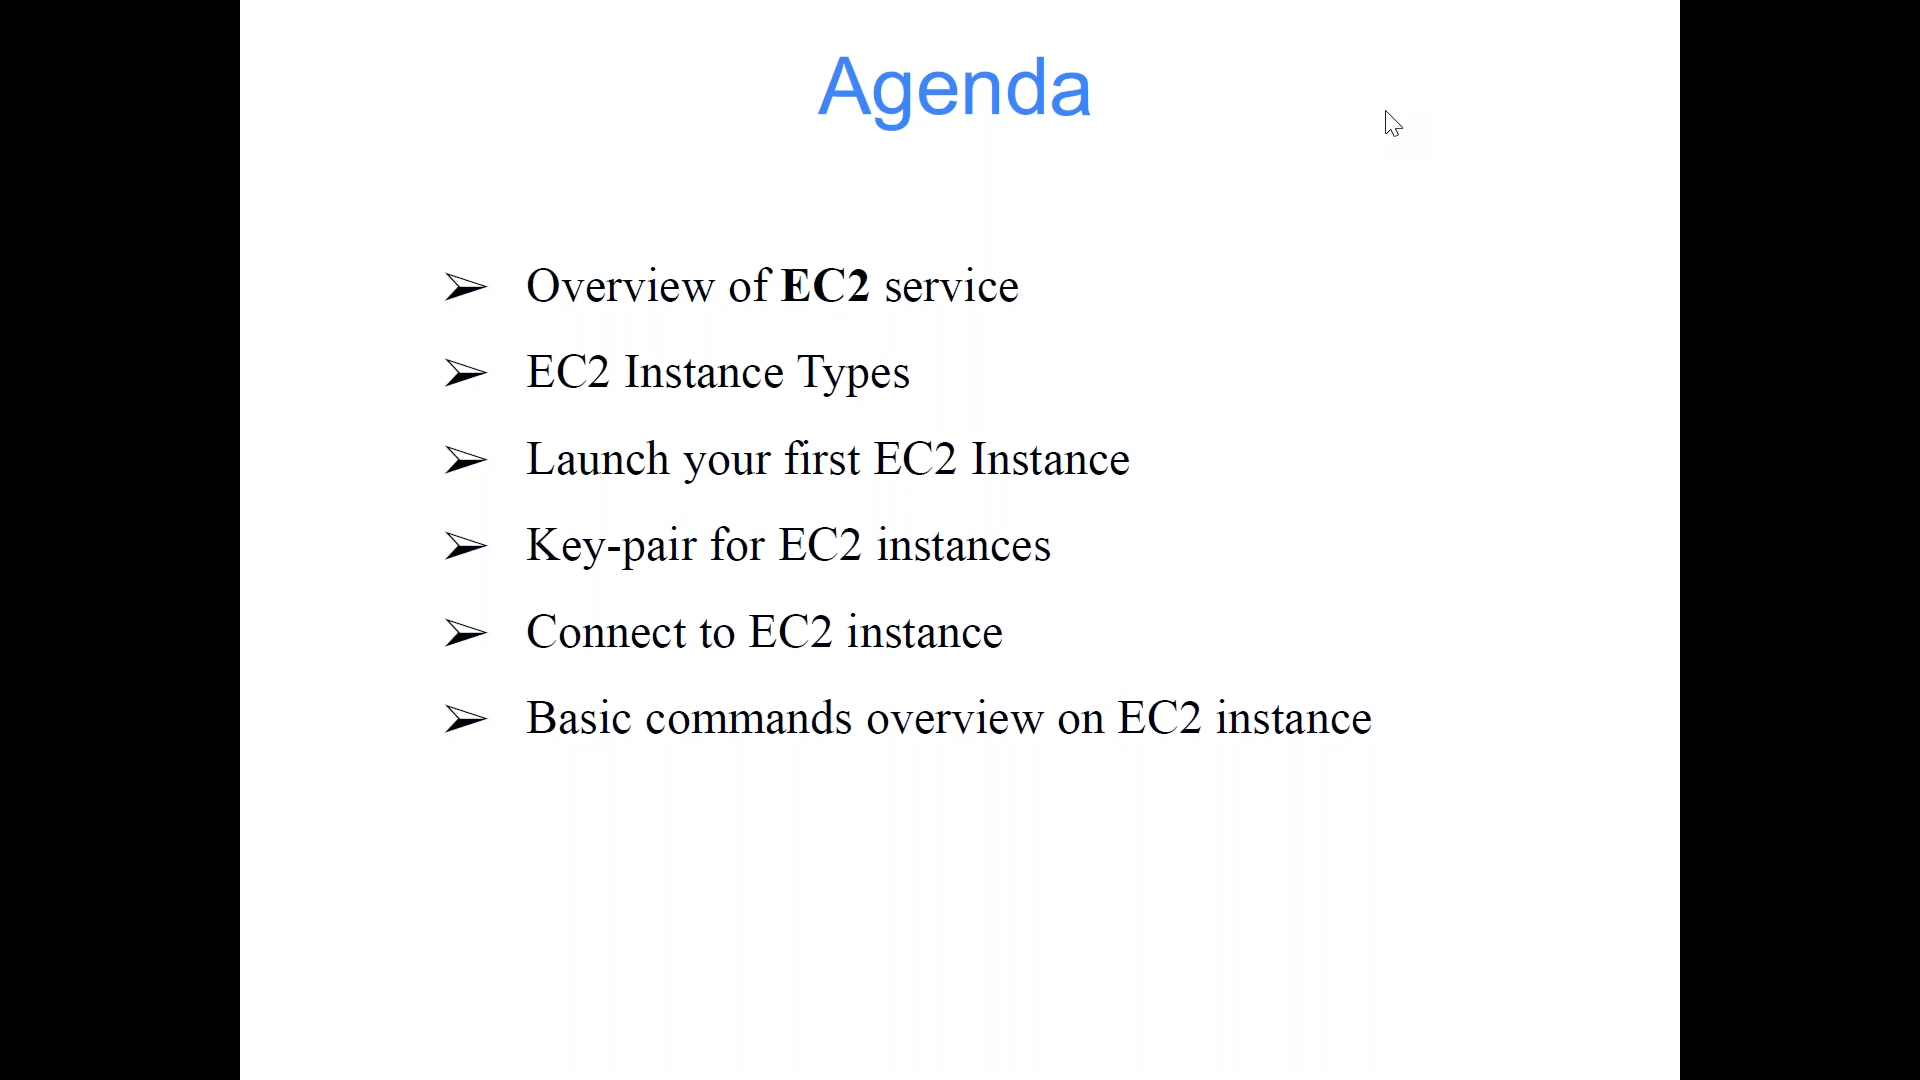 Agenda
➢ Overview of EC2 service
➢ EC2 Instance Types
➢ Launch your first EC2 Instance
➢ Key-pair for EC2 instances
➢ Connect to EC2 instance
➢ Basic commands overview on EC2 instance